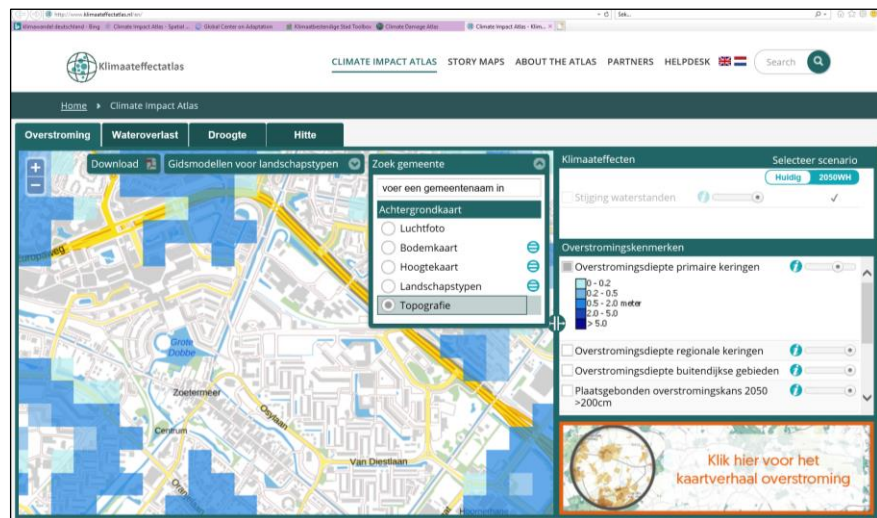 http://www.klimaateffectatlas.nl/en/
Klimawandel deutschland - Bing
Climate Impact Atlas - Spatial ...
Global Center on Adaptation
Klimaatbestendige Stad Toolbox
Climate Damage Atlas
Climate Impact Atlas - Klim...
Klimaateffectatlas
CLIMATE IMPACT ATLAS STORY MAPS ABOUT THE ATLAS PARTNERS HELPDESK
Search
Home
Climate Impact Atlas
Overstroming
Wateroverlast
Droogte
Hitte
+
−
Download
Gidsmodellen voor landschapstypen
Zoek gemeente
voer een gemeentenaam in
Achtergrondkaart
Luchtfoto
Bodemkaart
Hoogtekaart
Landschapstypen
Topografie
Europaweg
Grote
Dobbe
Zoetermeer
Centrum
Osylaan
Van Diestlaan
Klimaateffecten
Selecteer scenario
Huidig 2050WH
Stijging waterstanden
Overstromingskenmerken
Overstromingsdiepte primaire keringen
0 - 0.2
0.2 - 0.5
0.5 - 2.0 meter
2.0 - 5.0
> 5.0
Overstromingsdiepte regionale keringen
Overstromingsdiepte buitendijkse gebieden
Plaatsgebonden overstromingskans 2050
>200cm
Klik hier voor het
kaartverhaal overstroming